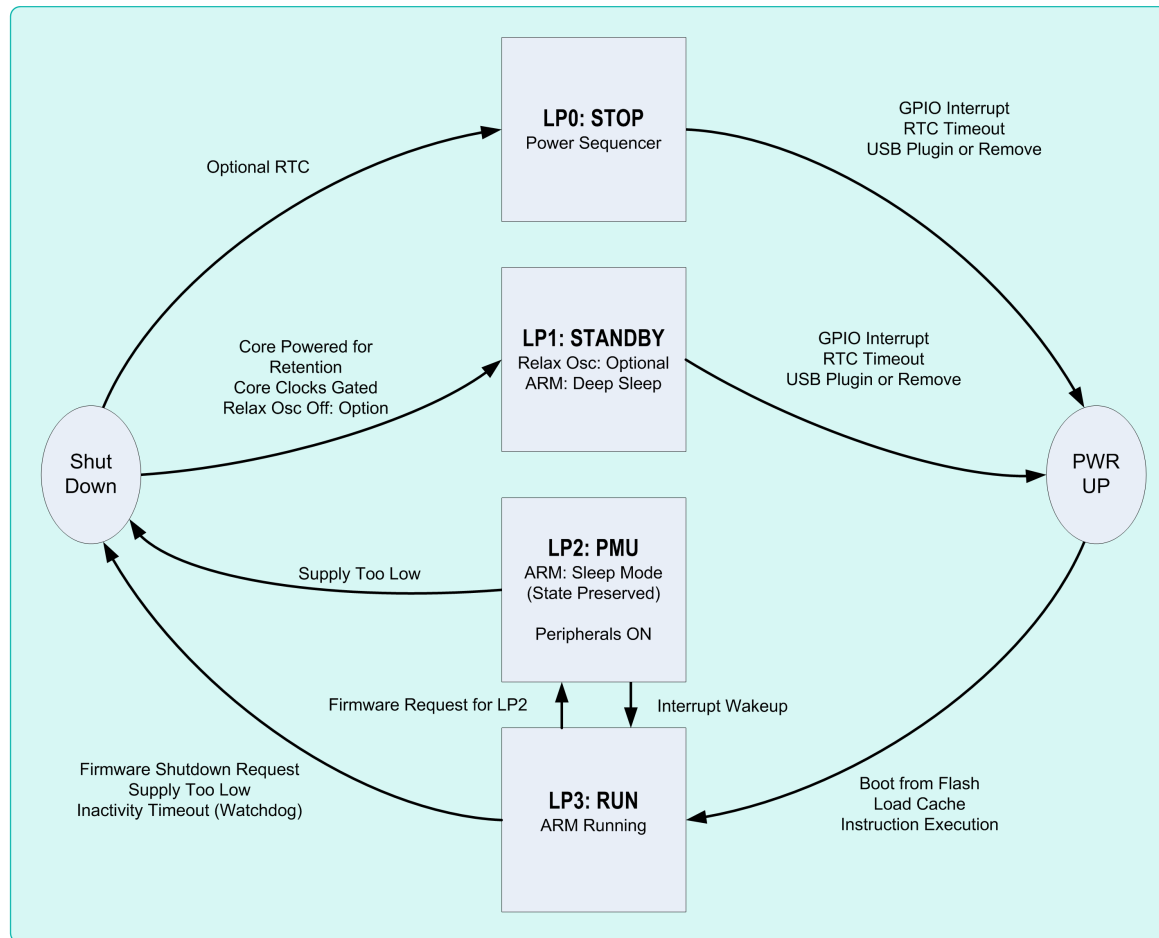 LP0: STOP
Power Sequencer
GPIO Interrupt
RTC Timeout
USB Plugin or Remove
Optional RTC
LP1: STANDBY
Relax Osc: Optional
ARM: Deep Sleep
Core Powered for
Retention
Core Clocks Gated
Relax Osc Off: Option
GPIO Interrupt
RTC Timeout
USB Plugin or Remove
Shut
Down
PWR
UP
LP2: PMU
ARM: Sleep Mode
(State Preserved)
Peripherals ON
Supply Too Low
Firmware Request for LP2
Interrupt Wakeup
Firmware Shutdown Request
Supply Too Low
Inactivity Timeout (Watchdog)
LP3: RUN
ARM Running
Boot from Flash
Load Cache
Instruction Execution